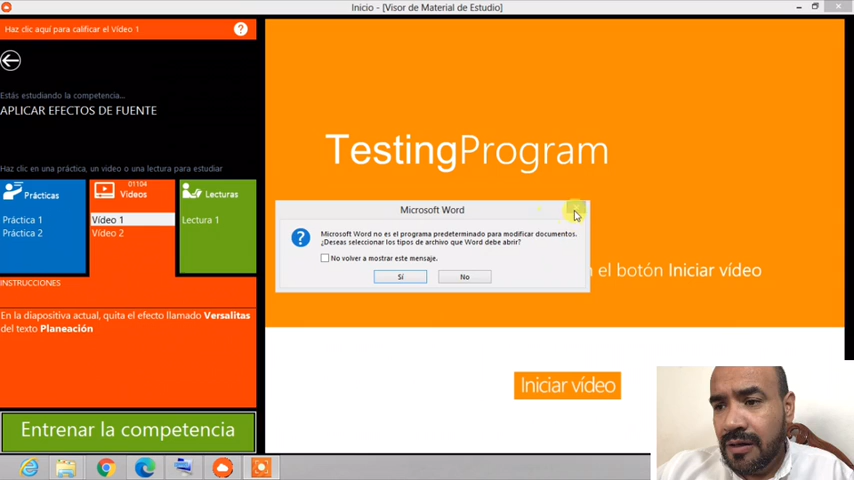 Inicio - [Visor de Material de Estudio]
Haz clic aquí para calificar el Vídeo 1
?
Estás estudiando la competencia...
APLICAR EFECTOS DE FUENTE
Haz clic en una práctica, un video o una lectura para estudiar
Prácticas
Práctica 1
Práctica 2
01104
Videos
Vídeo 1
Vídeo 2
Lecturas
Lectura 1
INSTRUCCIONES
En la diapositiva actual, quita el efecto llamado Versalitas
del texto Planeación
Entrenar la competencia
TestingProgram
Microsoft Word
?
Microsoft Word no es el programa predeterminado para modificar documentos.
¿Deseas seleccionar los tipos de archivo que Word debe abrir?
No volver a mostrar este mensaje.
Sí
No
el botón Iniciar vídeo
Iniciar vídeo